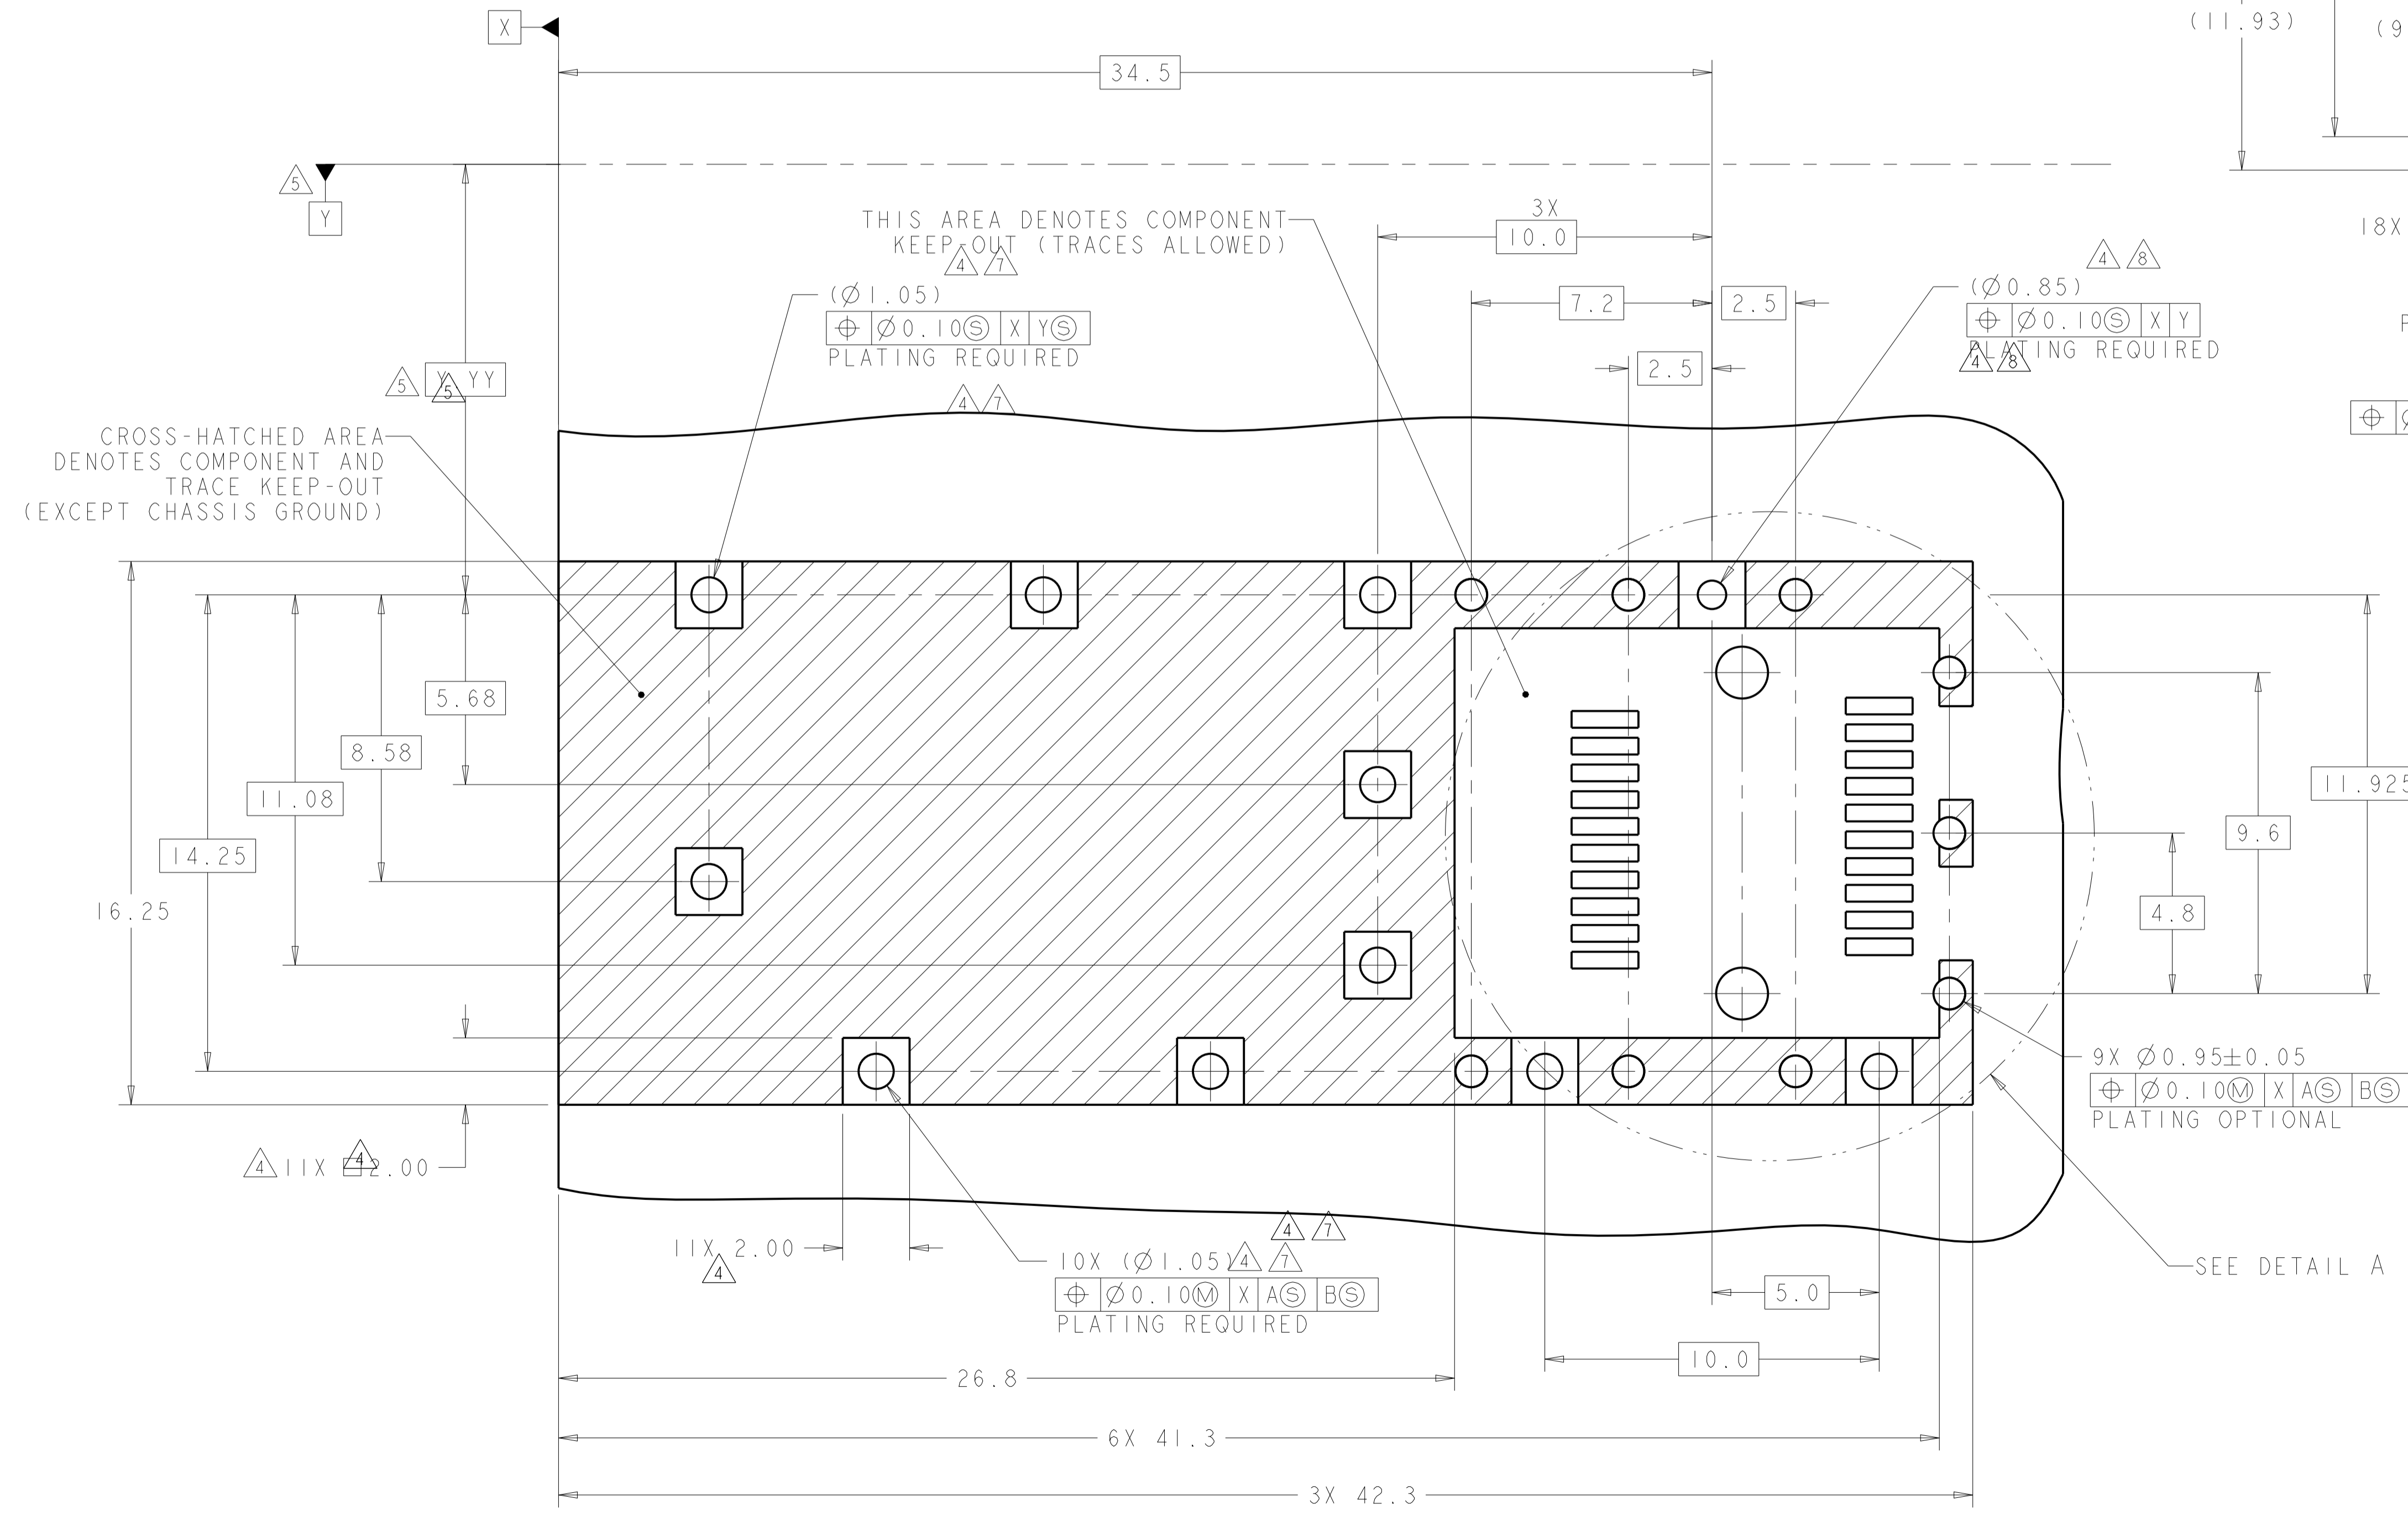 X
34.5
(11.93)
(9
5
Y
THIS AREA DENOTES COMPONENT
KEEP-OUT (TRACES ALLOWED)
4 7
3X
10.0
18X
4 8
(Ø1.05)
⌖ Ø0.10Ⓢ X YⓈ
PLATING REQUIRED
4 7
7.2
2.5
2.5
(Ø0.85)
⌖ Ø0.10Ⓢ X Y
PLATING REQUIRED
4 8
P
⌖
5 Y.YY
5
CROSS-HATCHED AREA
DENOTES COMPONENT AND
TRACE KEEP-OUT
(EXCEPT CHASSIS GROUND)
5.68
8.58
11.08
14.25
16.25
11.925
9.6
4.8
9X Ø0.95±0.05
⌖ Ø0.10Ⓜ X AⓈ BⓈ
PLATING OPTIONAL
4 11X □2.00
4
11X 2.00
4
4 7
10X (Ø1.05) 4 7
⌖ Ø0.10Ⓜ X AⓈ BⓈ
PLATING REQUIRED
SEE DETAIL A
5.0
10.0
26.8
6X 41.3
3X 42.3